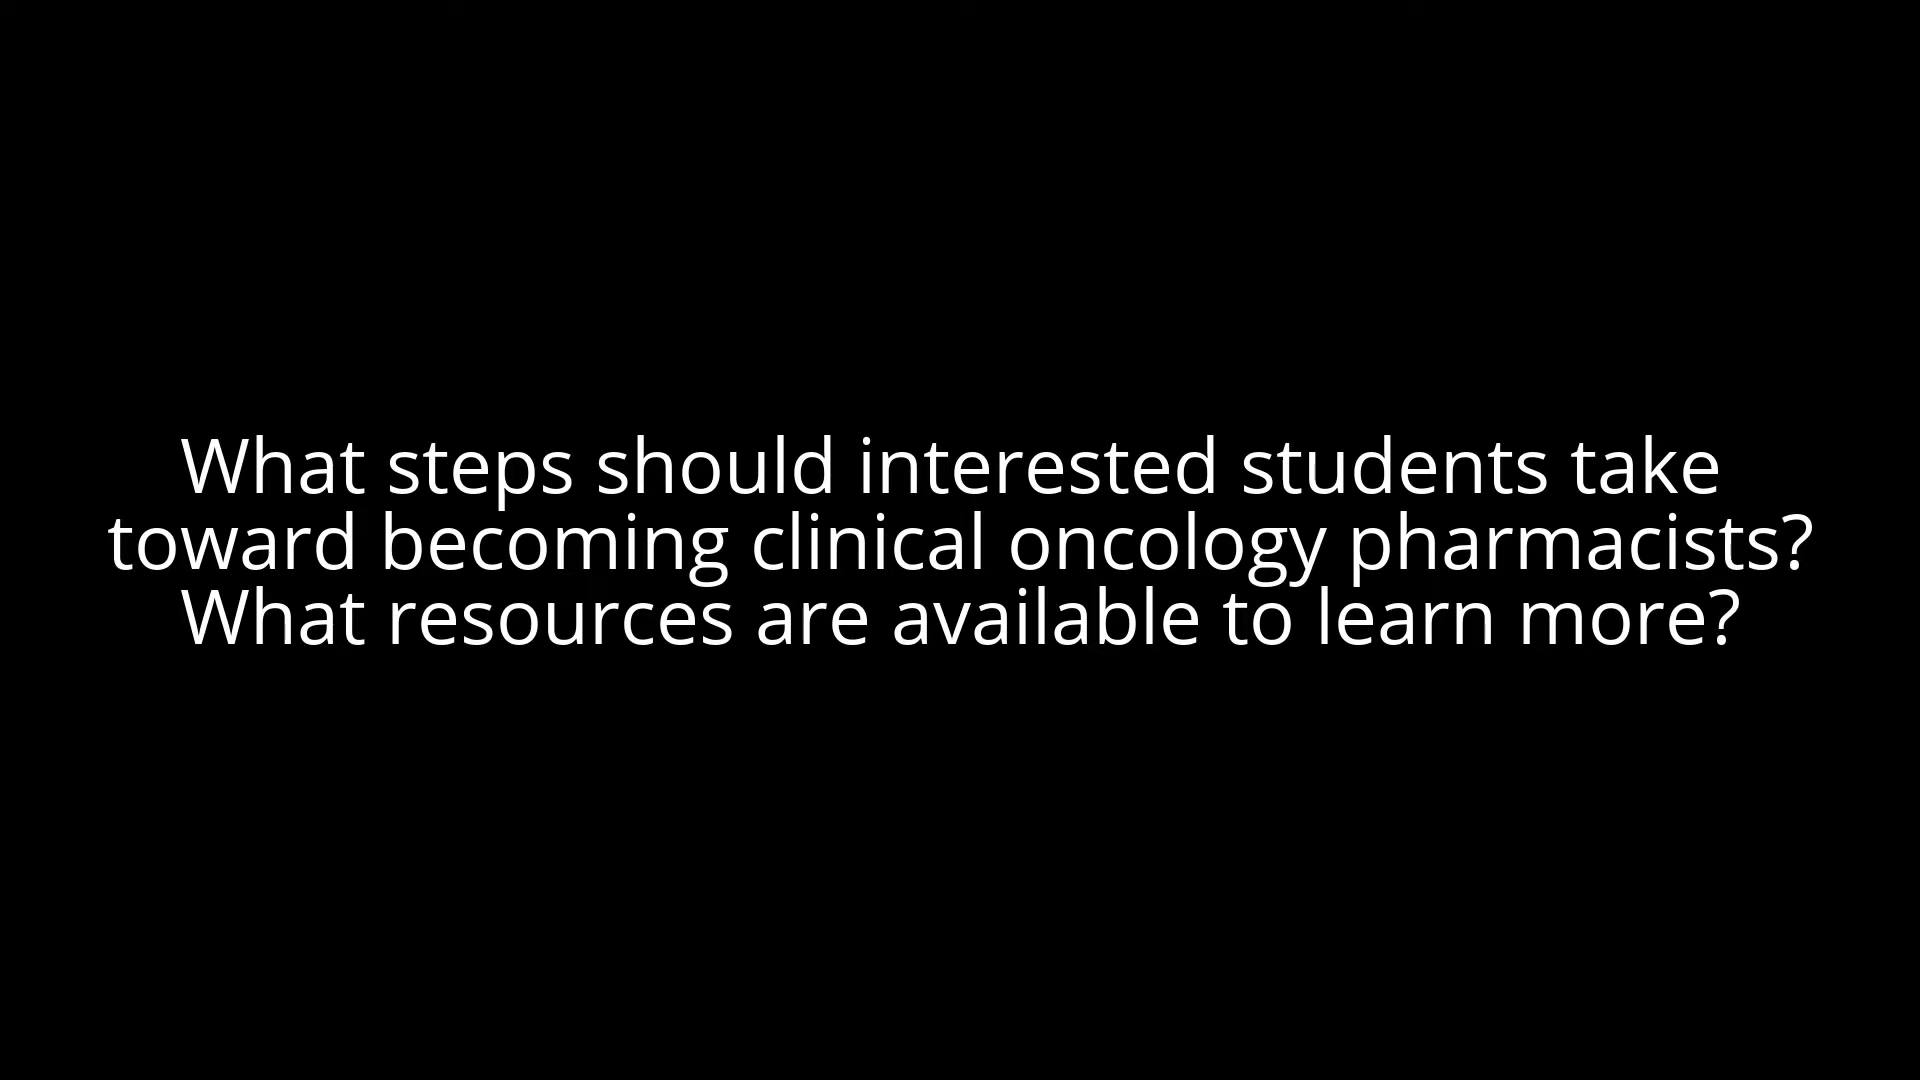 What steps should interested students take
toward becoming clinical oncology pharmacists?
What resources are available to learn more?